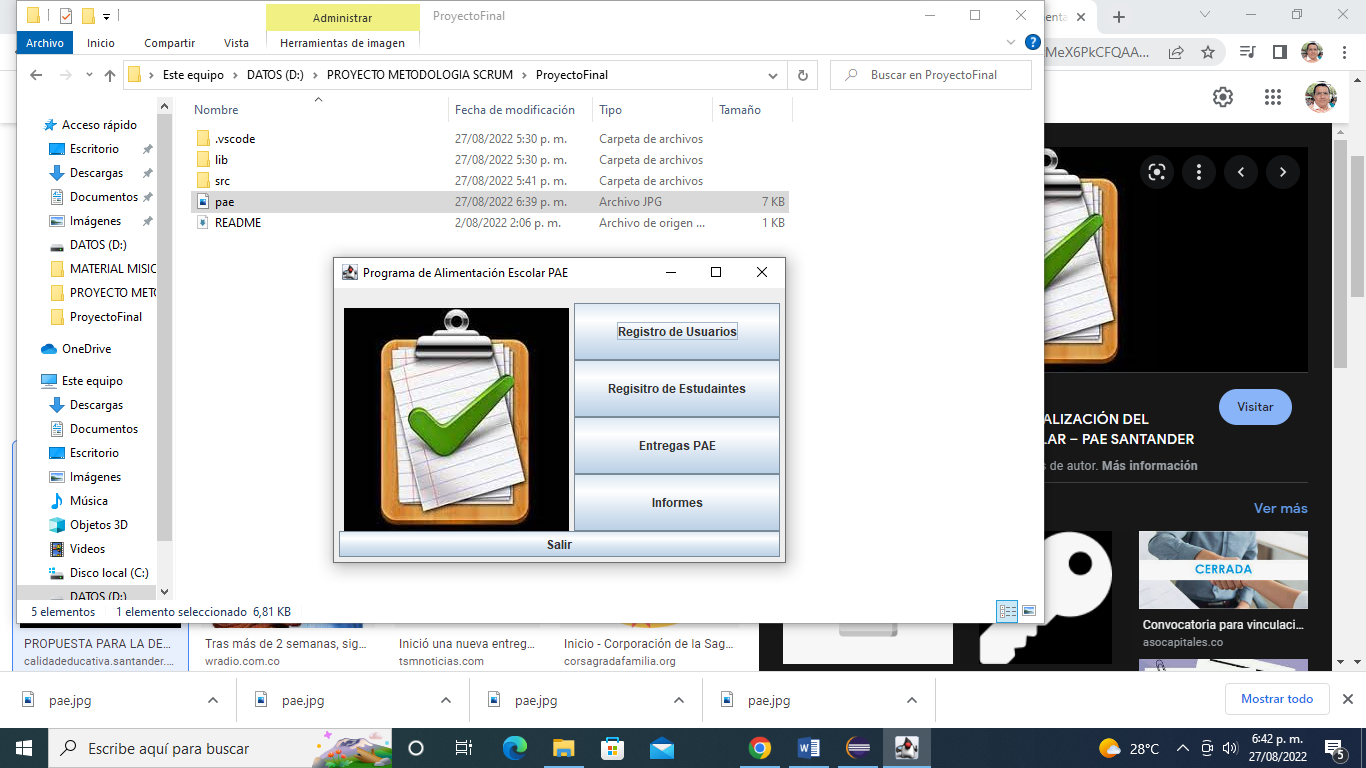 Administrar
ProyectoFinal
Archivo
Inicio
Compartir
Vista
Herramientas de imagen
Este equipo
DATOS (D:)
PROYECTO METODOLOGIA SCRUM
ProyectoFinal
Buscar en ProyectoFinal
MeX6PkCFQAA...
Nombre
Fecha de modificación
Tipo
Tamaño
.vscode
27/08/2022 5:30 p. m.
Carpeta de archivos
lib
27/08/2022 5:30 p. m.
Carpeta de archivos
src
27/08/2022 5:41 p. m.
Carpeta de archivos
pae
27/08/2022 6:39 p. m.
Archivo JPG
7 KB
README
2/08/2022 2:06 p. m.
Archivo de origen ...
1 KB
Acceso rápido
Escritorio
Descargas
Documentos
Imágenes
DATOS (D:)
MATERIAL MISIC
PROYECTO MET
ProyectoFinal
OneDrive
Este equipo
Descargas
Documentos
Escritorio
Imágenes
Música
Objetos 3D
Videos
Disco local (C:)
DATOS (D:)
5 elementos
1 elemento seleccionado
6,81 KB
Programa de Alimentación Escolar PAE
Registro de Usuarios
Regisitro de Estudaintes
Entregas PAE
Informes
Salir
Visitar
ALIZACIÓN DEL
LAR – PAE SANTANDER
s de autor. Más información
Ver más
CERRADA
Convocatoria para vinculaci...
asocapitales.co
PROPUESTA PARA LA DE...
calidadeducativa.santander....
Tras más de 2 semanas, sig...
wradio.com.co
Inició una nueva entreg...
tsmnoticias.com
Inicio - Corporación de la Sag...
corsagradafamilia.org
pae.jpg
pae.jpg
pae.jpg
pae.jpg
Mostrar todo
Escribe aquí para buscar
28°C
6:42 p. m.
27/08/2022
5